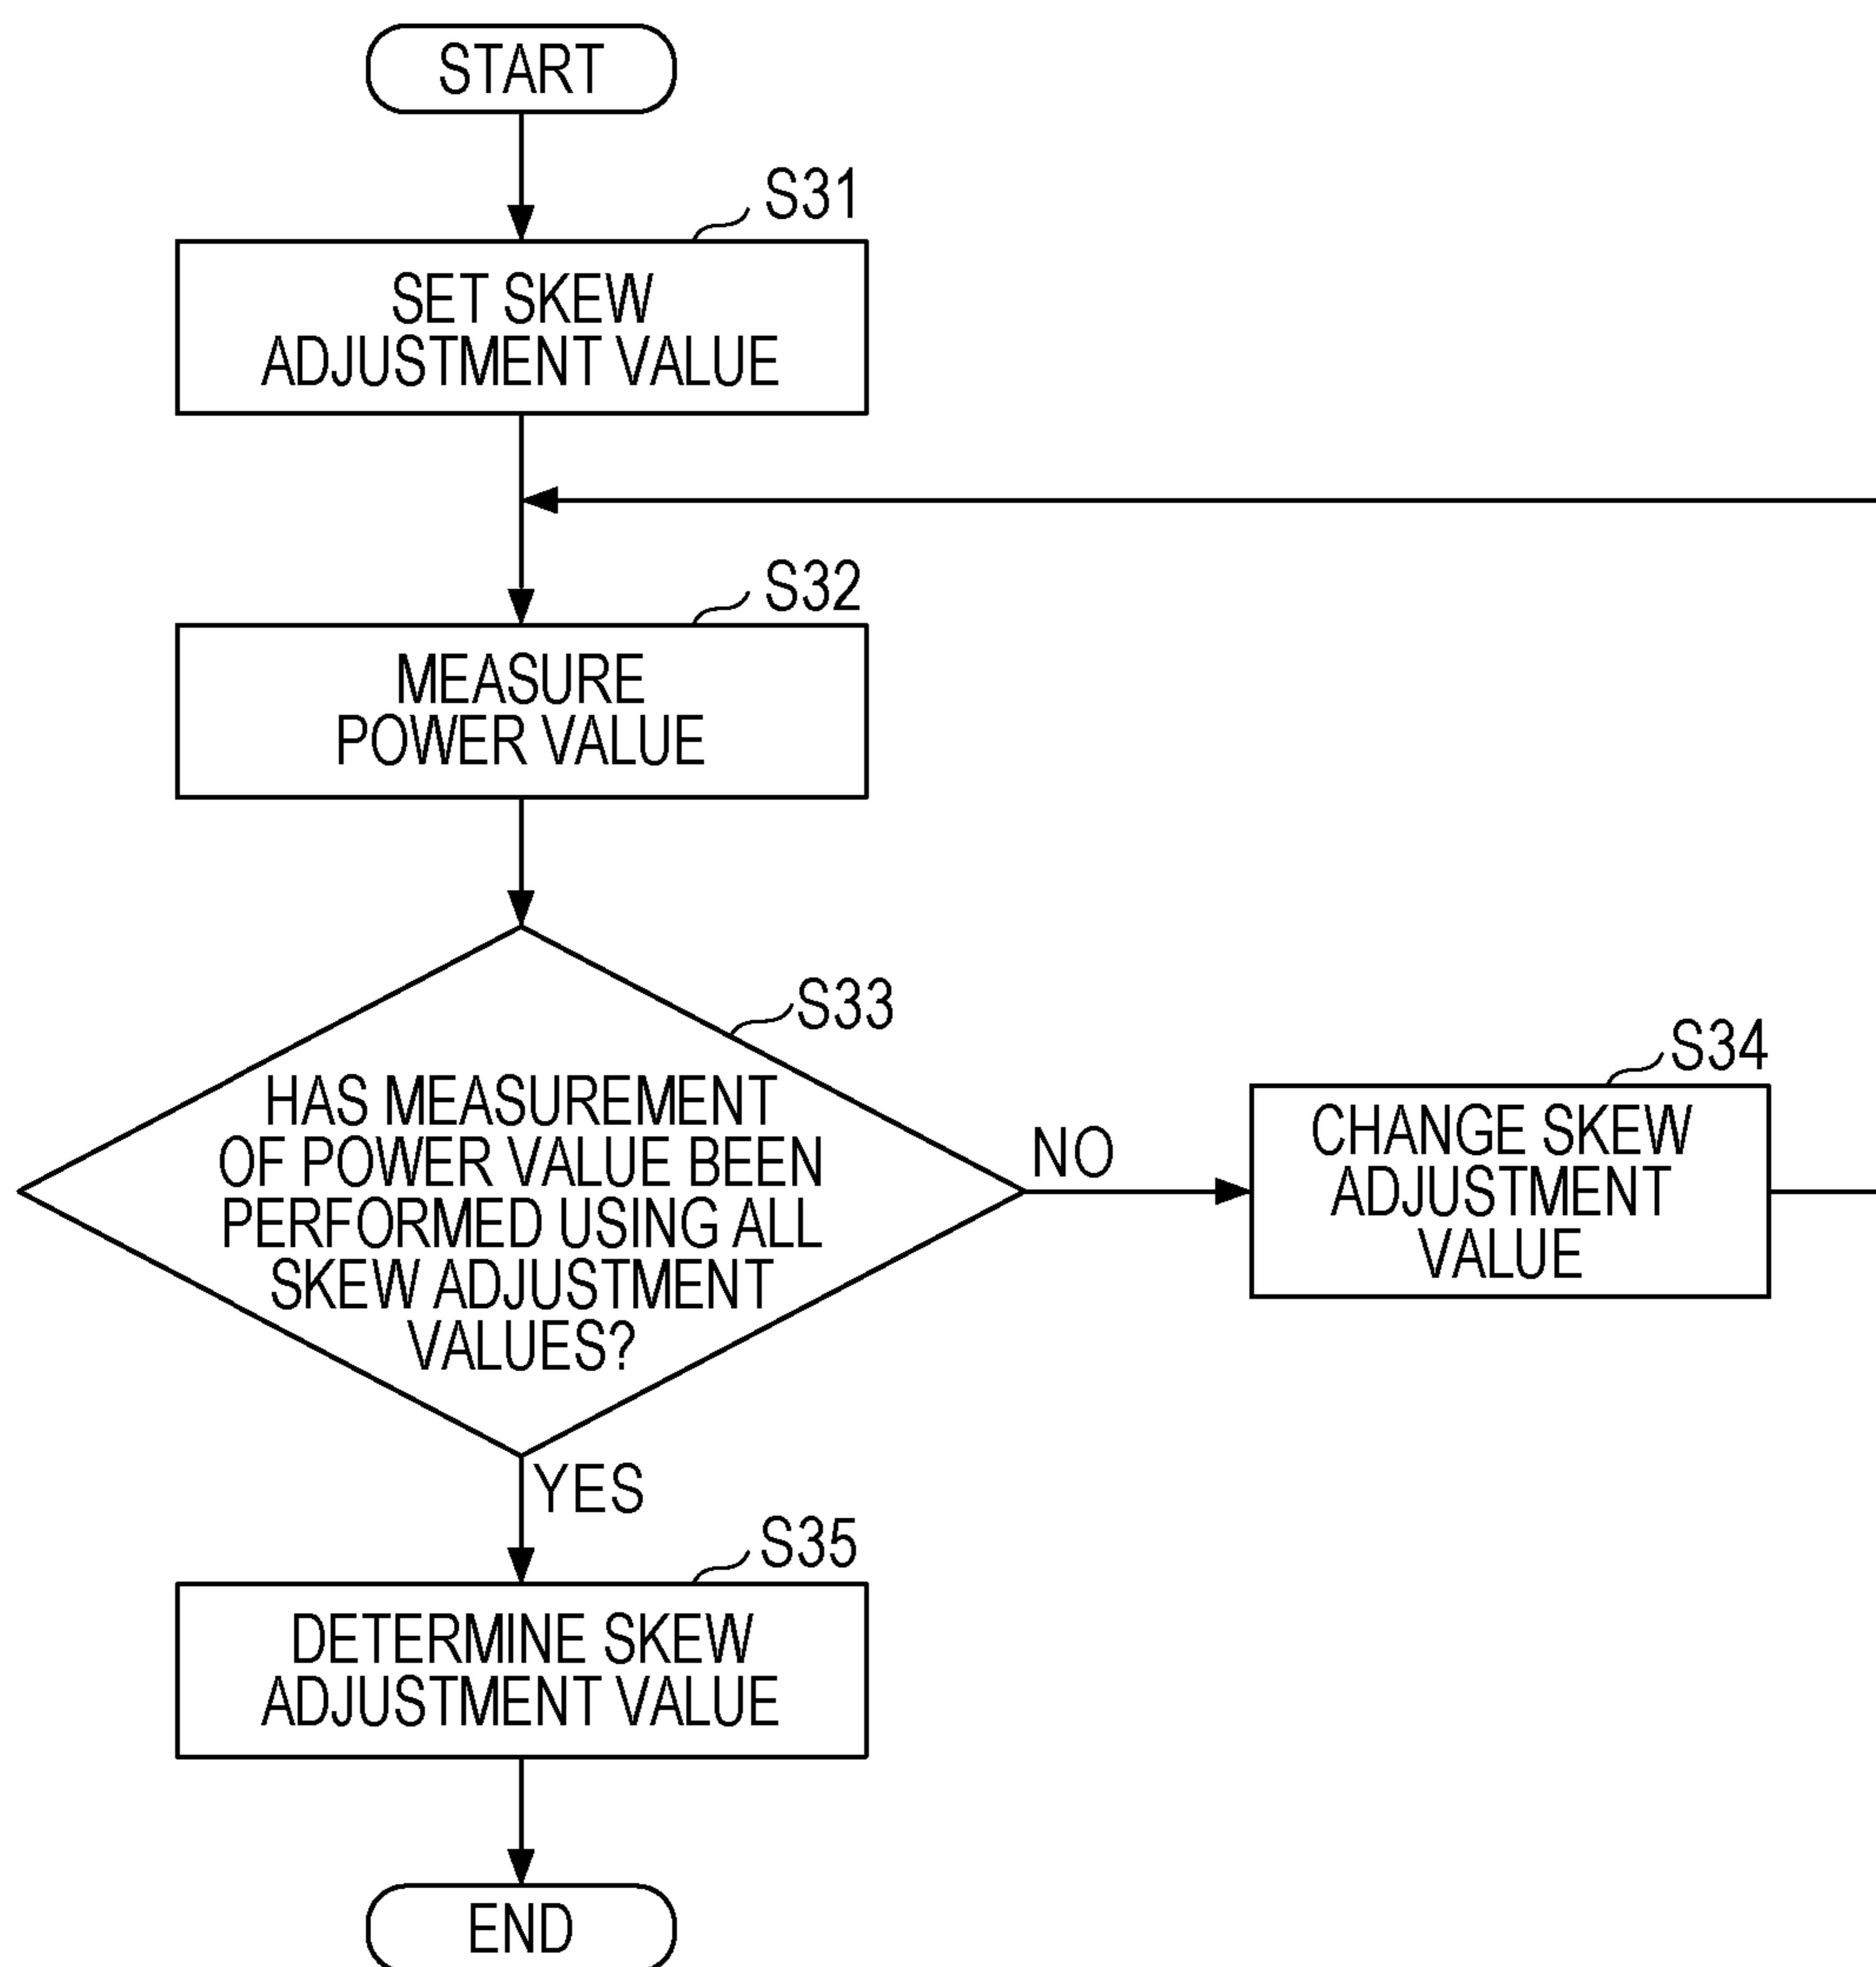 START
S31
SET SKEW
ADJUSTMENT VALUE
S32
MEASURE
POWER VALUE
S33
HAS MEASUREMENT
OF POWER VALUE BEEN
PERFORMED USING ALL
SKEW ADJUSTMENT
VALUES?
NO
S34
CHANGE SKEW
ADJUSTMENT
VALUE
YES
S35
DETERMINE SKEW
ADJUSTMENT VALUE
END